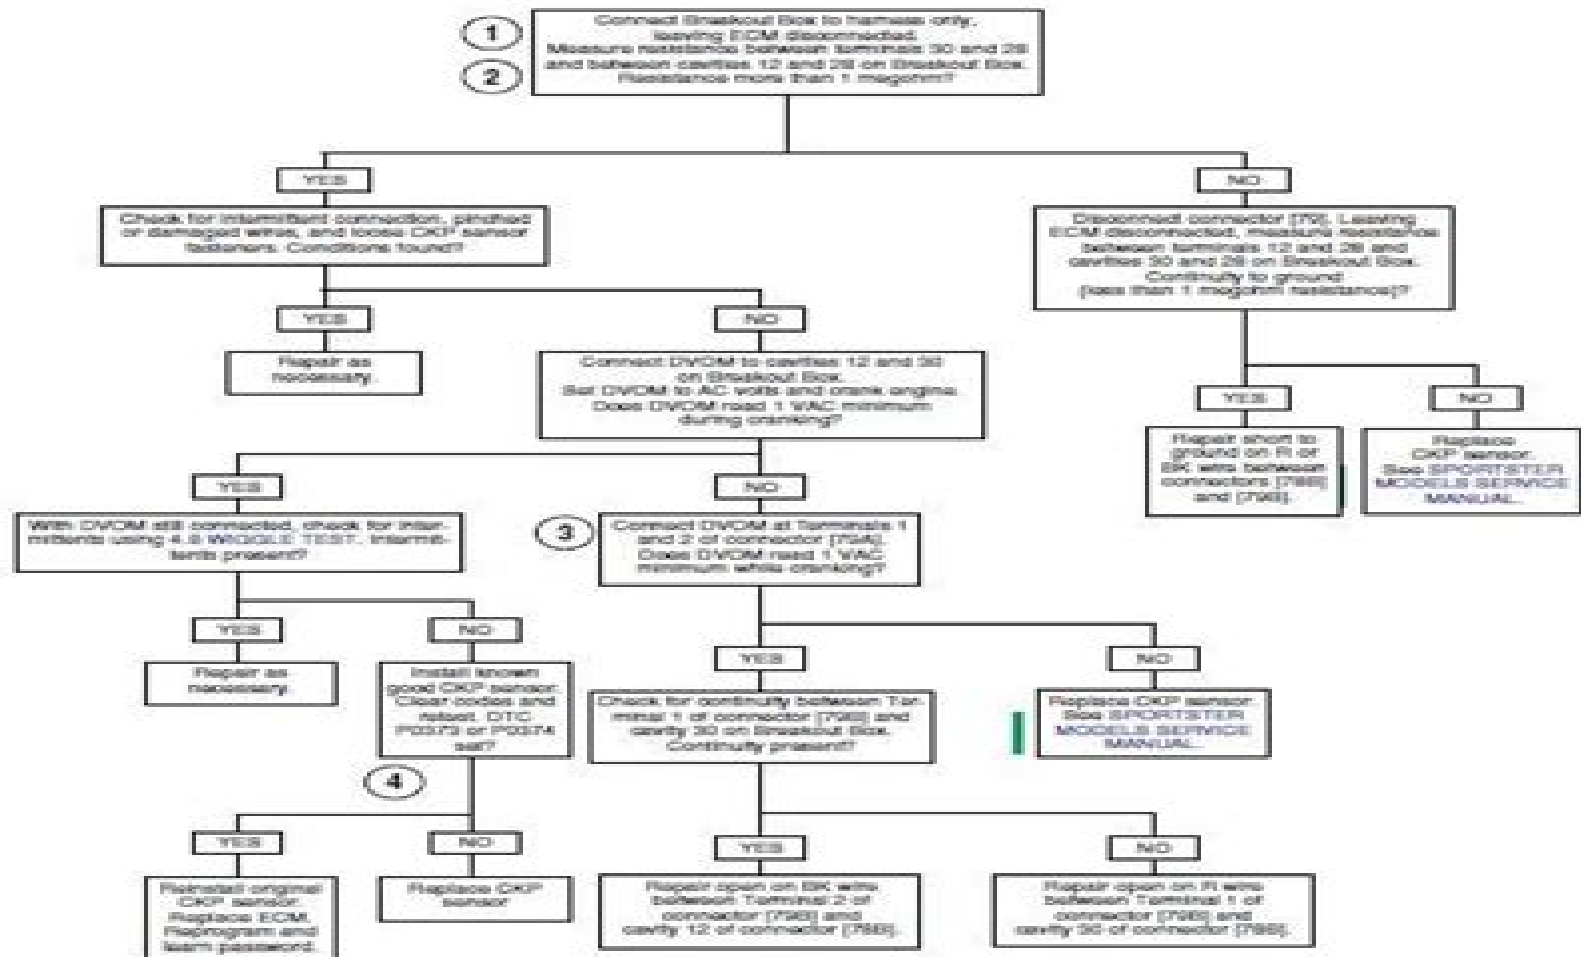 1
Connect Breakout Box to harness only,
leaving ECM disconnected.
Measure resistance between terminals 30 and 28
2
and between cavities 12 and 28 on Breakout Box.
Resistance more than 1 megohm?
YES
NO
Check for intermittent connection, pinched
or damaged wires, and loose CKP sensor
fasteners. Conditions found?
Disconnect connector [79]. Leaving
ECM disconnected, measure resistance
between terminals 12 and 28 and
cavities 30 and 28 on Breakout Box.
Continuity to ground
(less than 1 megohm resistance)?
YES
NO
Repair as
necessary.
Connect DVOM to cavities 12 and 30
on Breakout Box.
Set DVOM to AC volts and crank engine.
Does DVOM read 1 VAC minimum
during cranking?
YES
NO
Repair short to
ground on R or
BK wire between
connectors [78B]
and [79B].
Replace
CKP sensor.
See SPORTSTER
MODELS SERVICE
MANUAL.
YES
NO
With DVOM still connected, check for inter-
mittents using 4.6 WIGGLE TEST. Intermit-
tents present?
3
Connect DVOM at Terminals 1
and 2 of connector [79A].
Does DVOM read 1 VAC
minimum while cranking?
YES
NO
Repair as
necessary.
Install known
good CKP sensor.
Clear codes and
retest. DTC
P0373 or P0374
set?
YES
NO
Check for continuity between Ter-
minal 1 of connector [79B] and
cavity 30 on Breakout Box.
Continuity present?
Replace CKP sensor.
See SPORTSTER
MODELS SERVICE
MANUAL.
4
YES
NO
Reinstall original
CKP sensor.
Replace ECM.
Reprogram and
learn password.
Replace CKP
sensor
YES
NO
Repair open on BK wire
between Terminal 2 of
connector [79B] and
cavity 12 of connector [78B].
Repair open on R wire
between Terminal 1 of
connector [79B] and
cavity 30 of connector [78B].